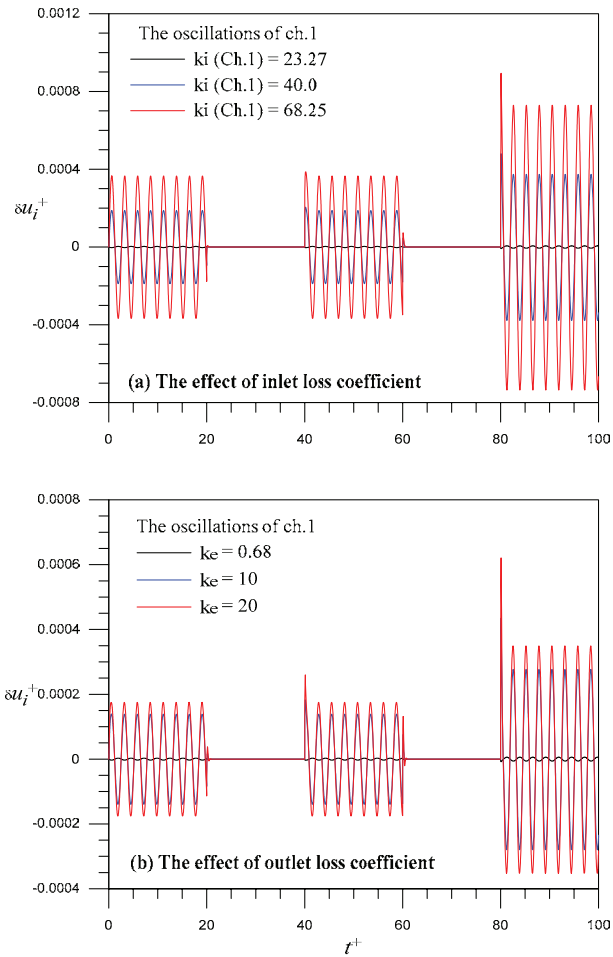 0.0012
The oscillations of ch.1
ki (Ch.1) = 23.27
0.0008
ki (Ch.1) = 40.0
ki (Ch.1) = 68.25
0.0004
δui+
0
-0.0004
(a) The effect of inlet loss coefficient
-0.0008
0 20 40 60 80 100
0.0008
The oscillations of ch.1
ke = 0.68
0.0006
ke = 10
ke = 20
0.0004
0.0002
δui+
0
-0.0002
(b) The effect of outlet loss coefficient
-0.0004
0 20 40 60 80 100
t+